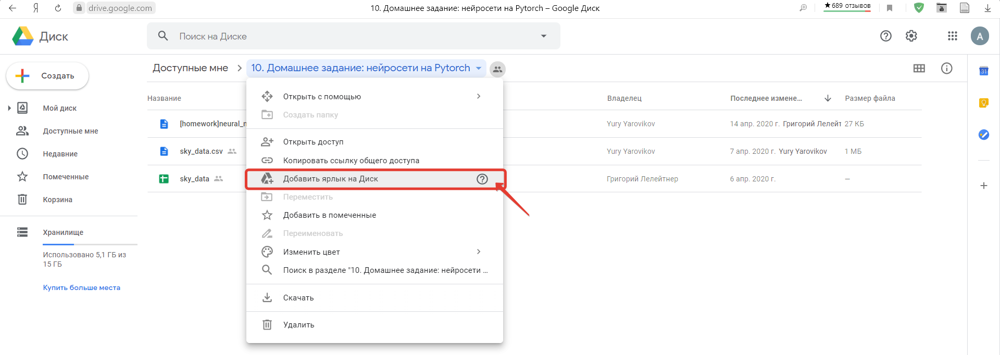 Я drive.google.com 10. Домашнее задание: нейросети на Pytorch – Google Диск ★ 689 отзывов
Диск
Поиск на Диске
A
Создать
Мой диск
Доступные мне
Недавние
Помеченные
Корзина
Хранилище
Использовано 5,1 ГБ из
15 ГБ
Купить больше места
Доступные мне > 10. Домашнее задание: нейросети на Pytorch
Название Владелец Последнее измене... Размер файла
[homework]neural_ Yury Yarovikov 14 апр. 2020 г. Григорий Лелейт 27 КБ
sky_data.csv Yury Yarovikov 7 апр. 2020 г. Yury Yarovikov 1 МБ
sky_data Григорий Лелейтнер 6 апр. 2020 г. —
Открыть с помощью
Создать папку
Открыть доступ
Копировать ссылку общего доступа
Добавить ярлык на Диск
Переместить
Добавить в помеченные
Переименовать
Изменить цвет
Поиск в разделе "10. Домашнее задание: нейросети ...
Скачать
Удалить
31